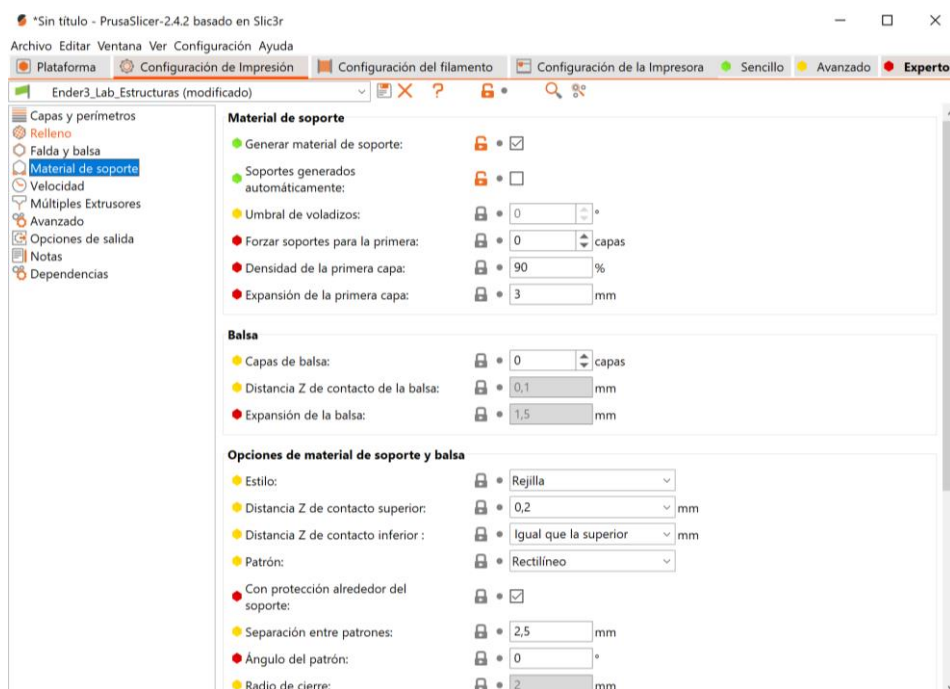 *Sin título - PrusaSlicer-2.4.2 basado en Slic3r
Archivo Editar Ventana Ver Configuración Ayuda
Plataforma Configuración de Impresión Configuración del filamento Configuración de la Impresora Sencillo Avanzado Experto
Ender3_Lab_Estructuras (modificado)
Capas y perímetros
Relleno
Falda y balsa
Material de soporte
Velocidad
Múltiples Extrusores
Avanzado
Opciones de salida
Notas
Dependencias
Material de soporte
Generar material de soporte:
Soportes generados
automáticamente:
Umbral de voladizos: 0 °
Forzar soportes para la primera: 0 capas
Densidad de la primera capa: 90 %
Expansión de la primera capa: 3 mm
Balsa
Capas de balsa: 0 capas
Distancia Z de contacto de la balsa: 0,1 mm
Expansión de la balsa: 1,5 mm
Opciones de material de soporte y balsa
Estilo: Rejilla
Distancia Z de contacto superior: 0,2 mm
Distancia Z de contacto inferior : Igual que la superior mm
Patrón: Rectilíneo
Con protección alrededor del
soporte:
Separación entre patrones: 2,5 mm
Ángulo del patrón: 0 °
Radio de cierre: 2 mm